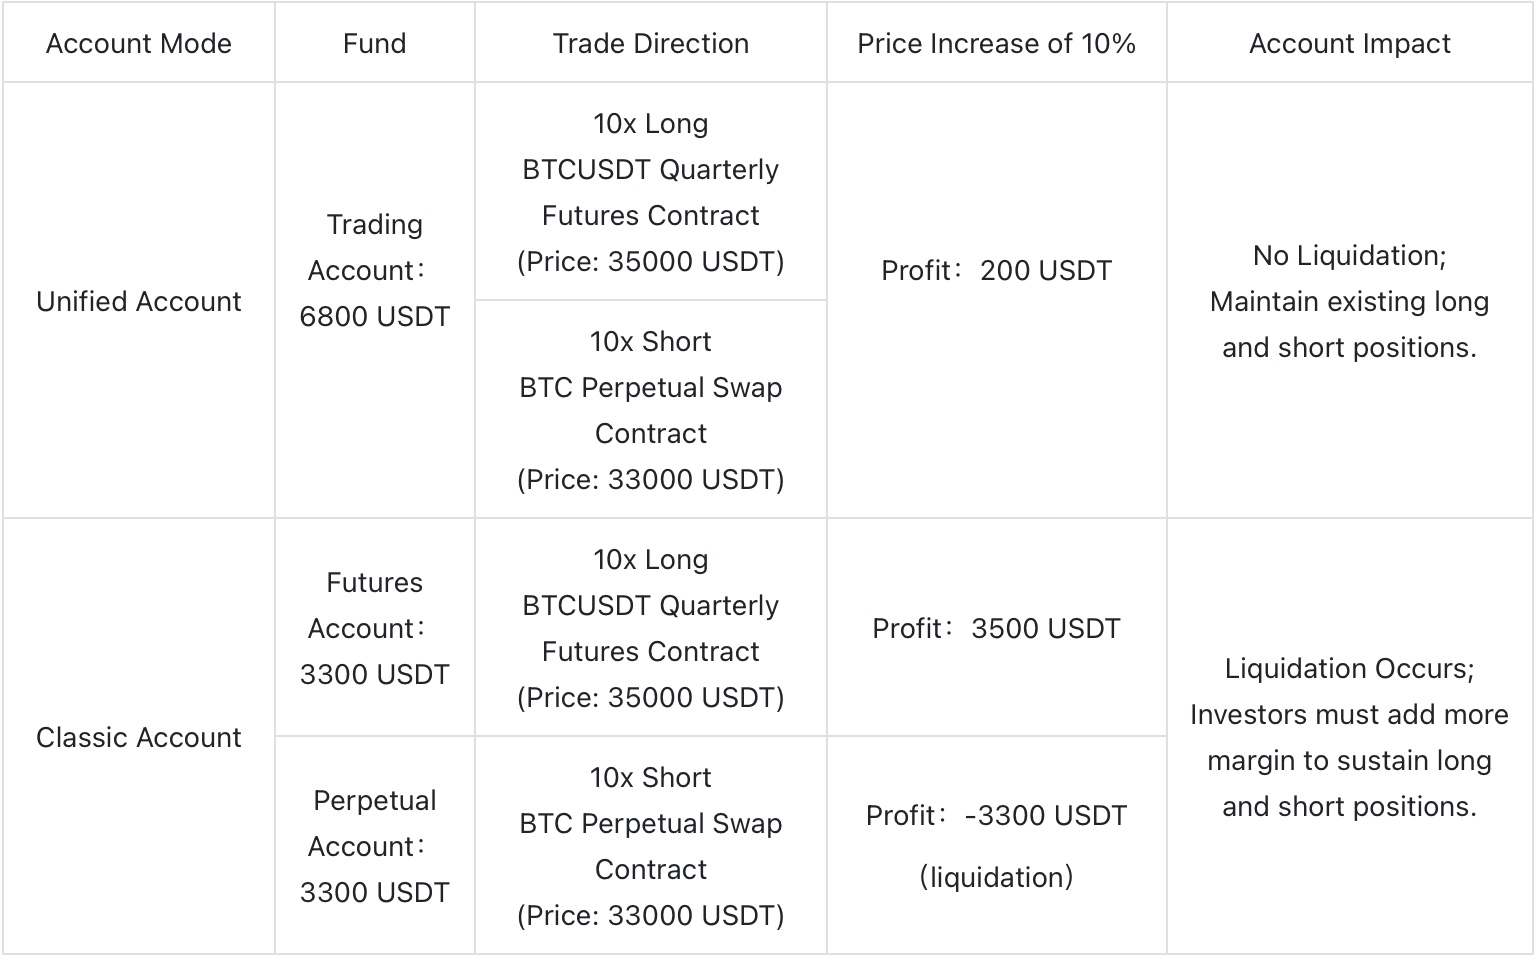 Account Mode
Fund
Trade Direction
Price Increase of 10%
Account Impact
Unified Account
Trading
Account：
6800 USDT
10x Long
BTCUSDT Quarterly
Futures Contract
(Price: 35000 USDT)
10x Short
BTC Perpetual Swap
Contract
(Price: 33000 USDT)
Profit：200 USDT
No Liquidation;
Maintain existing long
and short positions.
Classic Account
Futures
Account：
3300 USDT
10x Long
BTCUSDT Quarterly
Futures Contract
(Price: 35000 USDT)
Profit：3500 USDT
Perpetual
Account：
3300 USDT
10x Short
BTC Perpetual Swap
Contract
(Price: 33000 USDT)
Profit：-3300 USDT
（liquidation）
Liquidation Occurs;
Investors must add more
margin to sustain long
and short positions.